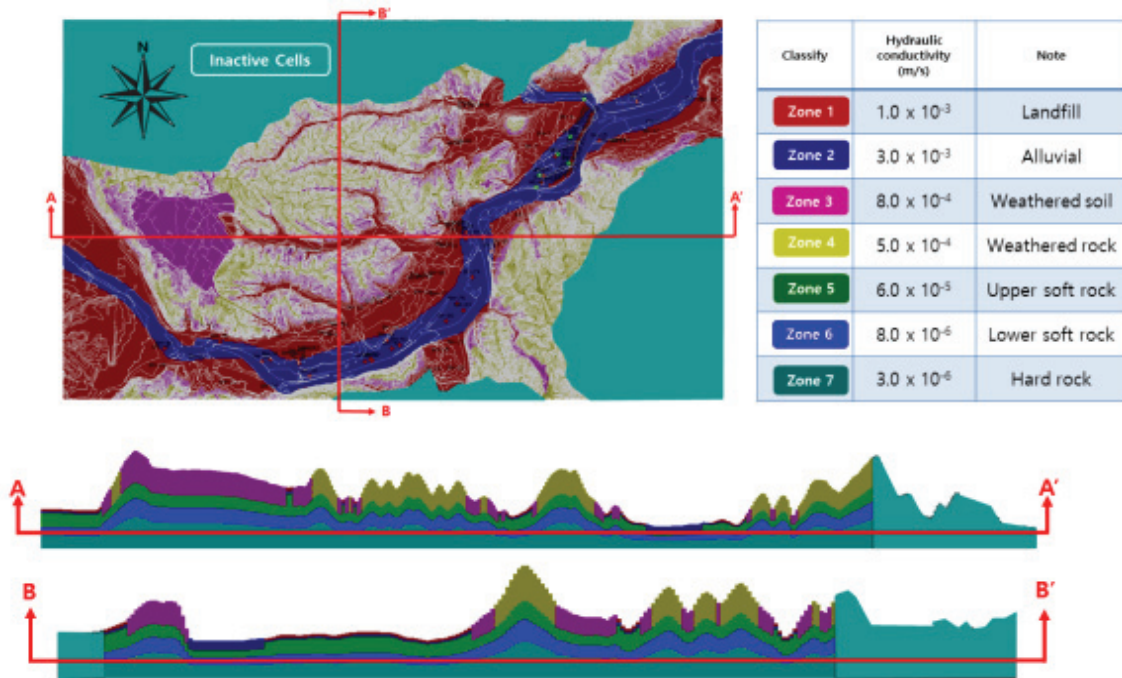 B'
N
Inactive Cells
A
A'
B
Classify Hydraulic conductivity (m/s) Note
Zone 1 1.0 x 10⁻³ Landfill
Zone 2 3.0 x 10⁻³ Alluvial
Zone 3 8.0 x 10⁻⁴ Weathered soil
Zone 4 5.0 x 10⁻⁴ Weathered rock
Zone 5 6.0 x 10⁻⁵ Upper soft rock
Zone 6 8.0 x 10⁻⁶ Lower soft rock
Zone 7 3.0 x 10⁻⁶ Hard rock
A A'
B B'